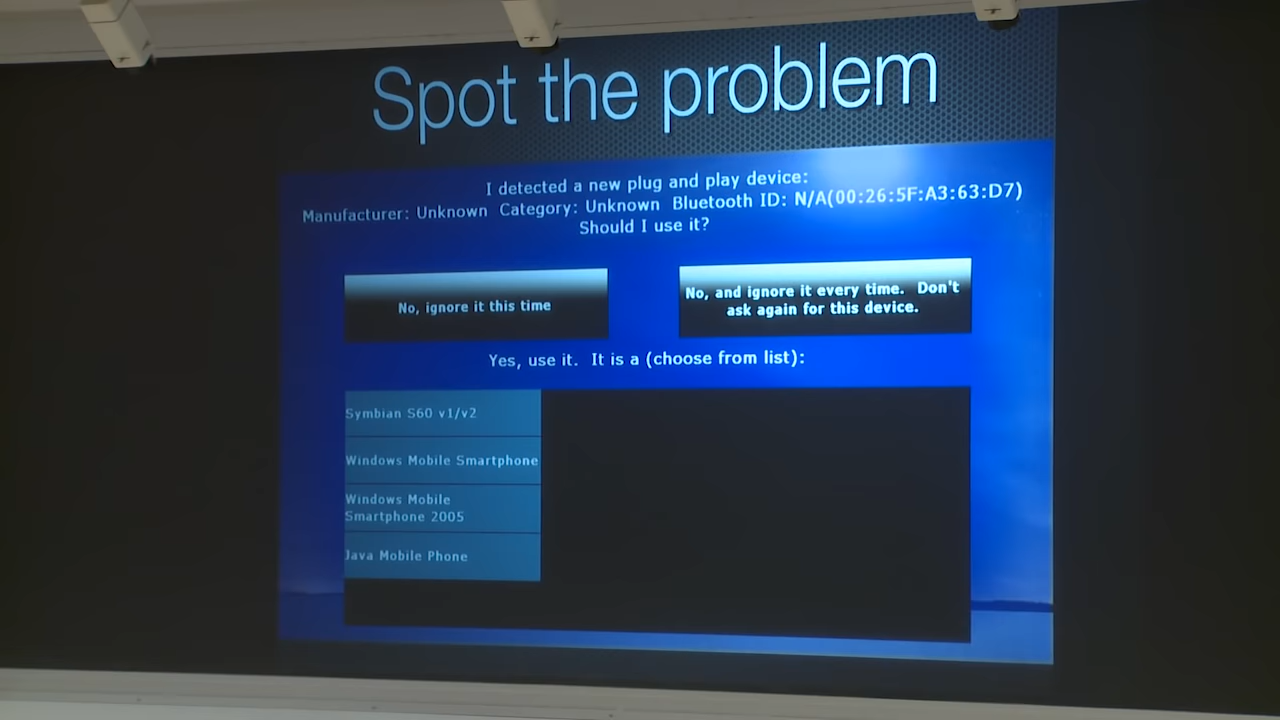 Spot the problem
I detected a new plug and play device:
Manufacturer: Unknown Category: Unknown Bluetooth ID: N/A(00:26:5F:A3:63:D7)
Should I use it?
No, ignore it this time
No, and ignore it every time. Don't
ask again for this device.
Yes, use it. It is a (choose from list):
Symbian S60 v1/v2
Windows Mobile Smartphone
Windows Mobile
Smartphone 2005
Java Mobile Phone